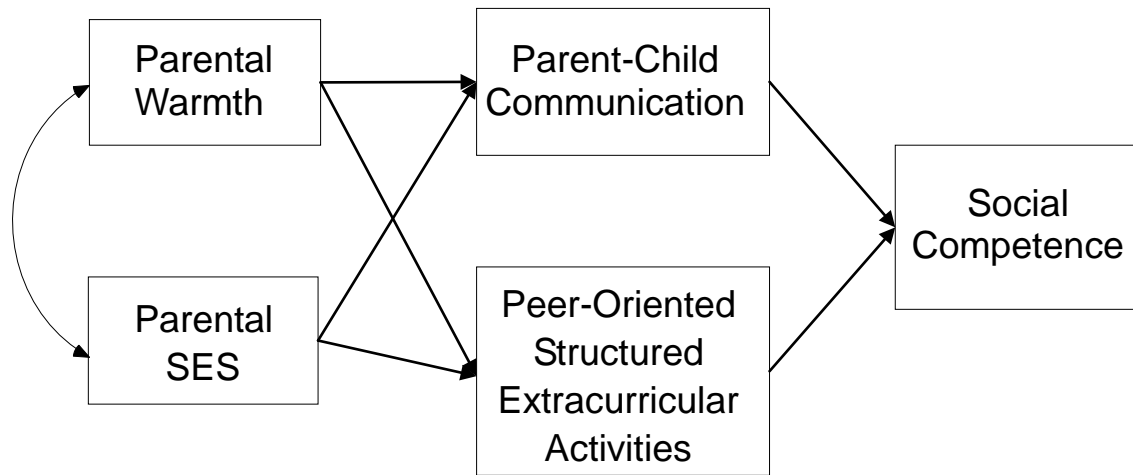 Parental
Warmth
Parent-Child
Communication
Social
Competence
Parental
SES
Peer-Oriented
Structured
Extracurricular
Activities